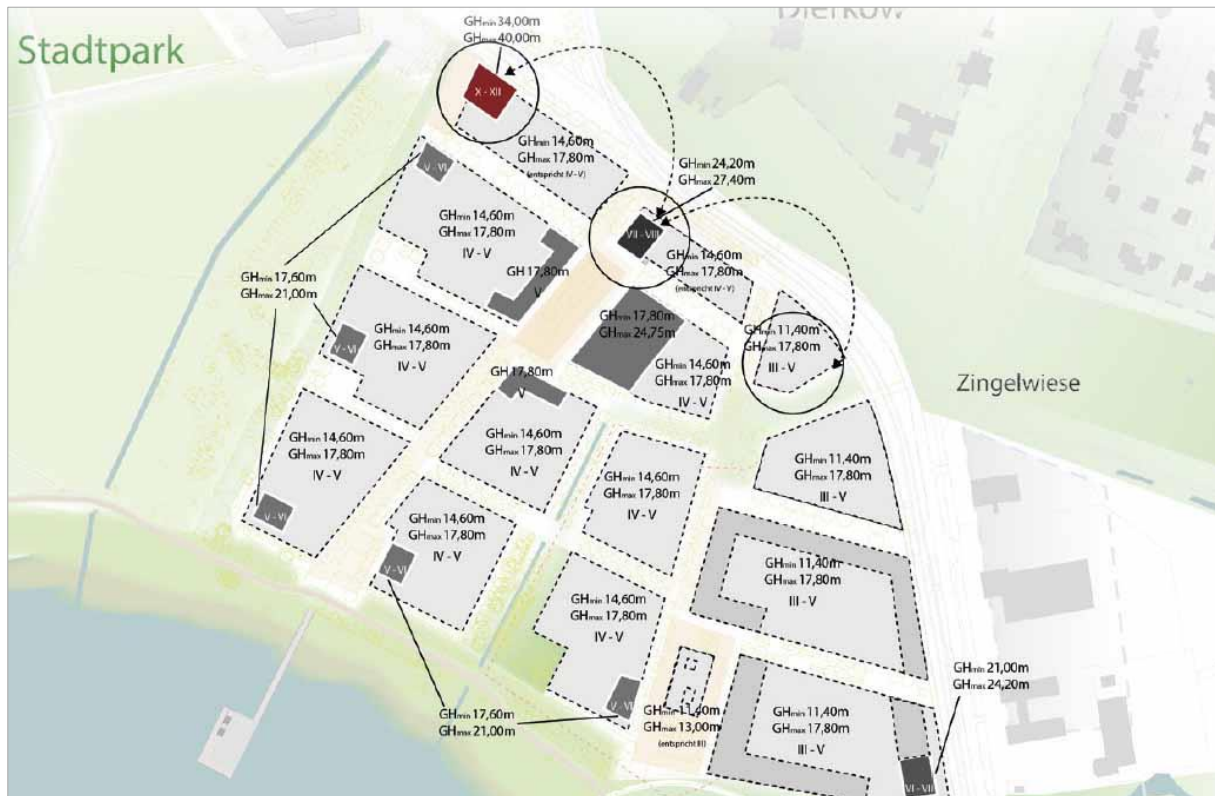 GHmin 34,00m
GHmax 40,00m
Dierkow
Stadtpark
X - XII
GHmin 14,60m
GHmax 17,80m
(entspricht IV - V)
V - VI
GHmin 24,20m
GHmax 27,40m
VII - VIII
GHmin 14,60m
GHmax 17,80m
IV - V
GHmin 14,60m
GHmax 17,80m
(entspricht IV - V)
GH 17,80m
V
GHmin 17,60m
GHmax 21,00m
GHmin 17,80m
GHmax 24,75m
GHmin 11,40m
GHmax 17,80m
III - V
V - VI
GHmin 14,60m
GHmax 17,80m
IV - V
GHmin 14,60m
GHmax 17,80m
IV - V
GH 17,80m
V
Zingelwiese
GHmin 14,60m
GHmax 17,80m
IV - V
GHmin 14,60m
GHmax 17,80m
IV - V
GHmin 14,60m
GHmax 17,80m
IV - V
GHmin 11,40m
GHmax 17,80m
III - V
V - VI
GHmin 14,60m
GHmax 17,80m
IV - V
V - VI
GHmin 11,40m
GHmax 17,80m
III - V
GHmin 14,60m
GHmax 17,80m
IV - V
GHmin 21,00m
GHmax 24,20m
V - VI
GHmin 17,60m
GHmax 21,00m
GHmin 11,40m
GHmax 13,00m
(entspricht III)
GHmin 11,40m
GHmax 17,80m
III - V
VI - VII